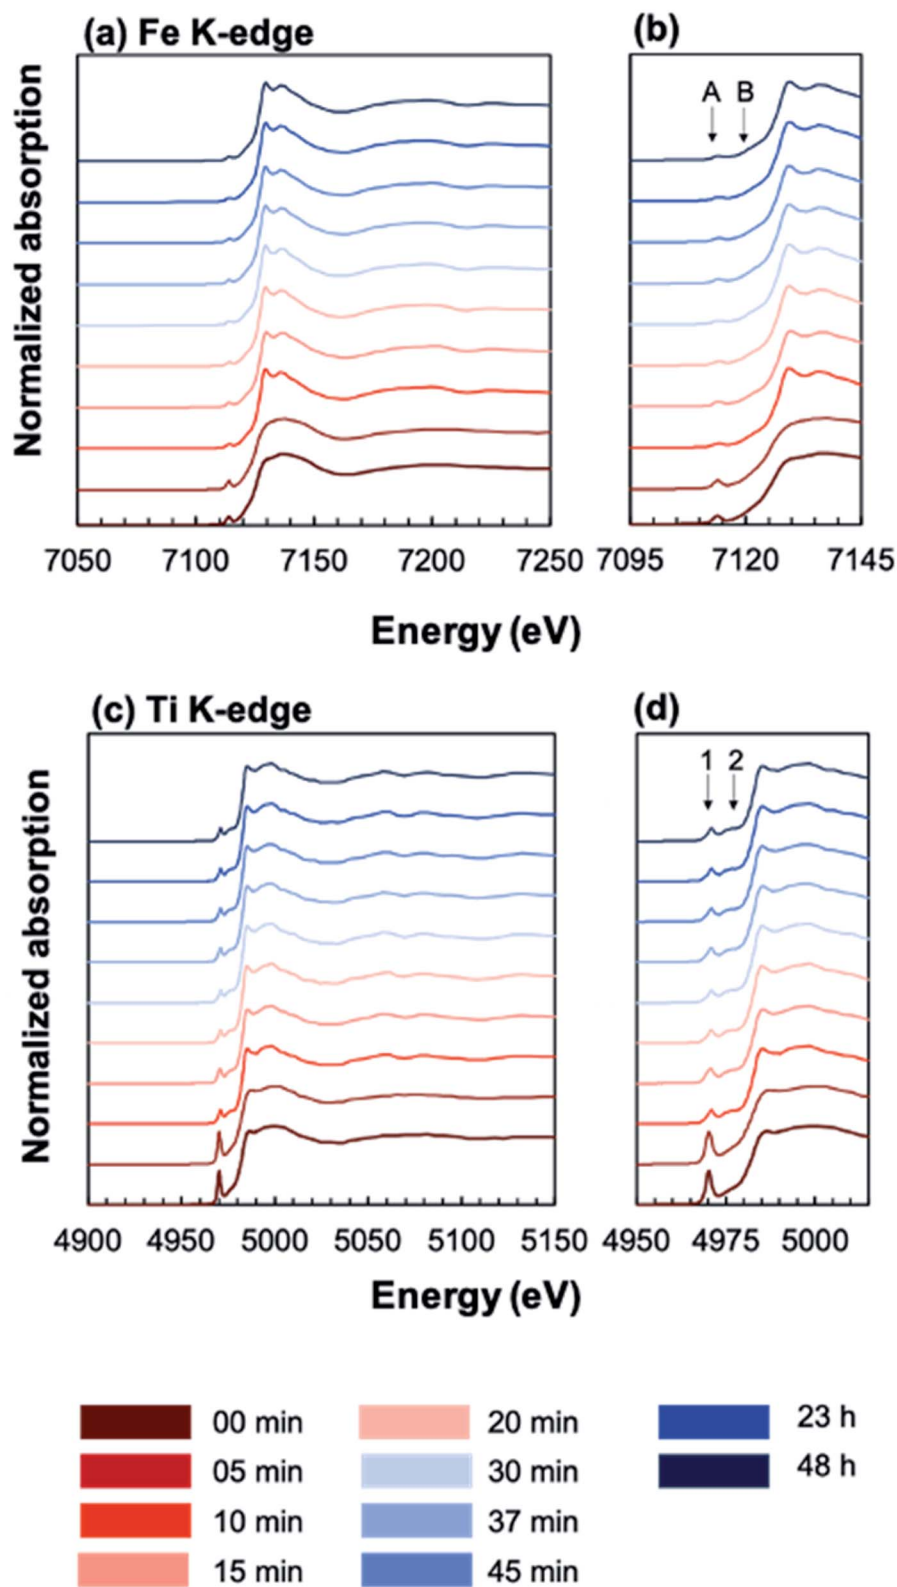 (a) Fe K-edge
(b)
Normalized absorption
A B
7050 7100 7150 7200 7250 7095 7120 7145
Energy (eV)
(c) Ti K-edge
(d)
Normalized absorption
1 2
4900 4950 5000 5050 5100 5150 4950 4975 5000
Energy (eV)
00 min 20 min 23 h
05 min 30 min 48 h
10 min 37 min
15 min 45 min